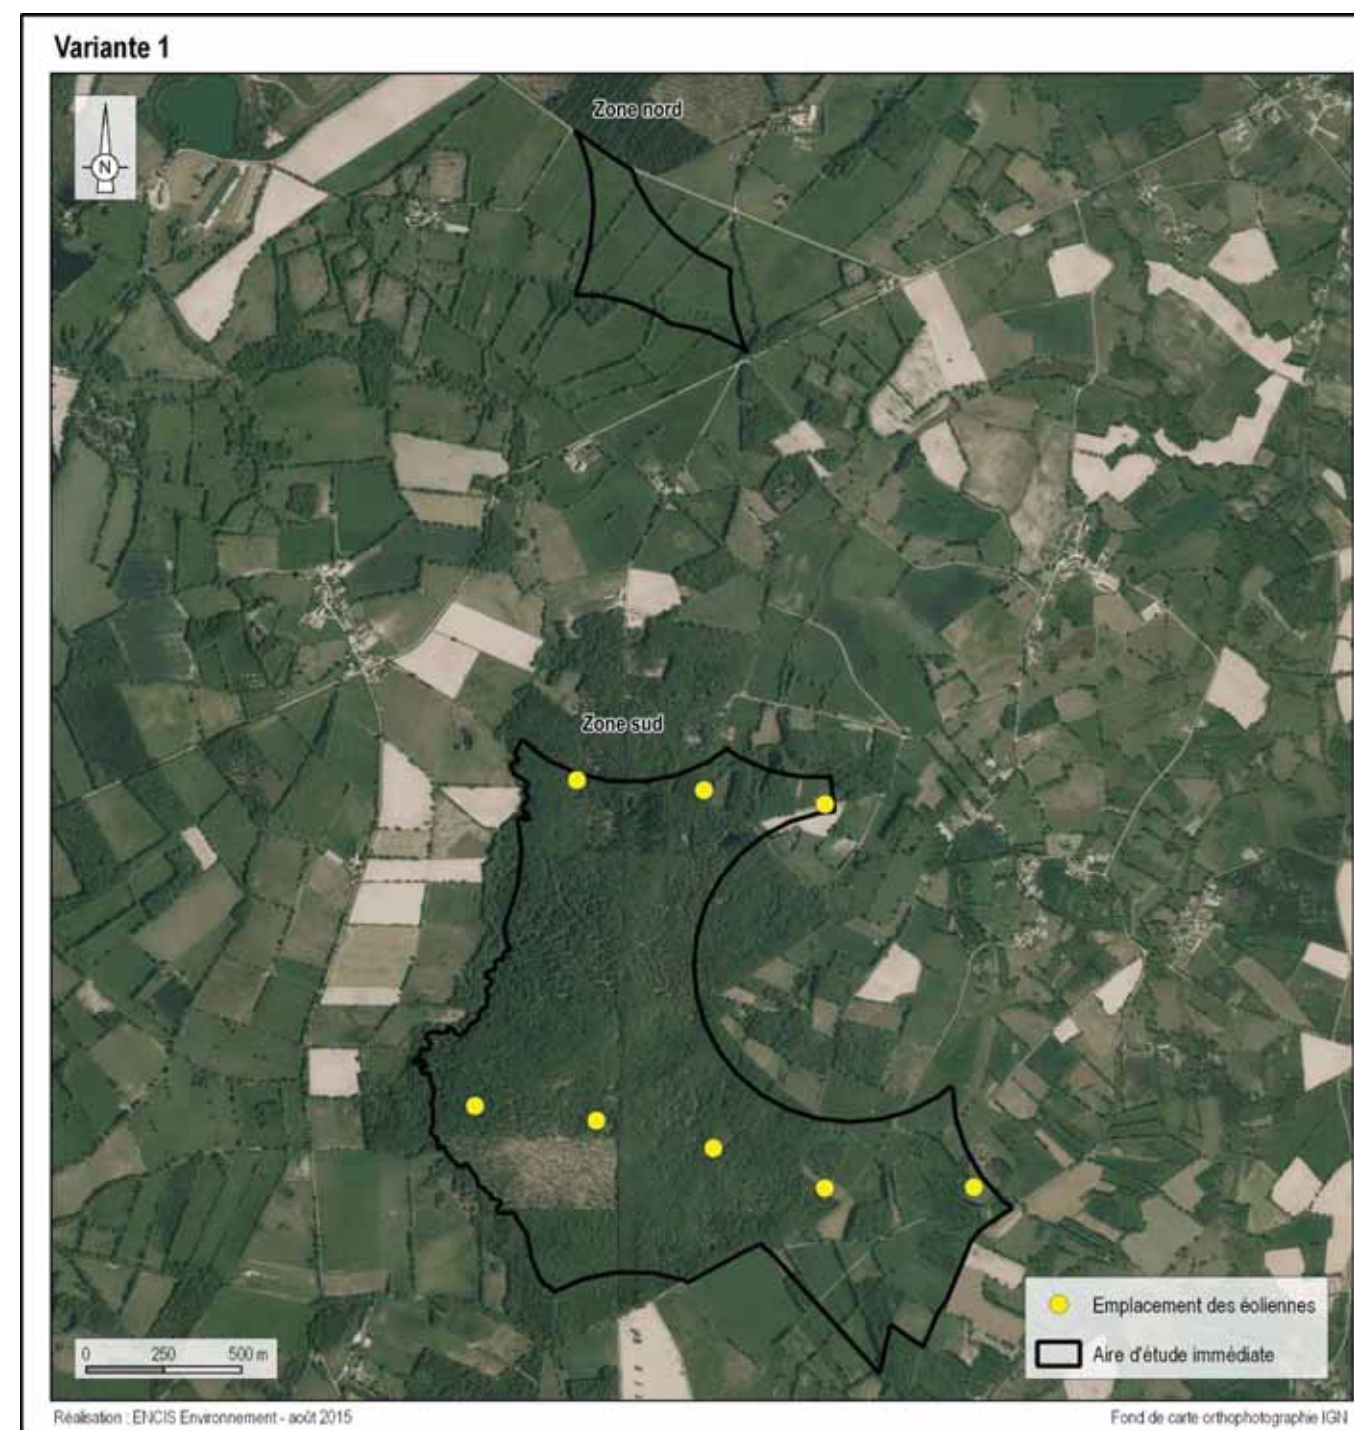 Variante 1
Zone nord
N
Zone sud
Emplacement des éoliennes
Aire d'étude immédiate
0 250 500 m
Réalisation : ENCIS Environnement - août 2015
Fond de carte orthophotographie IGN